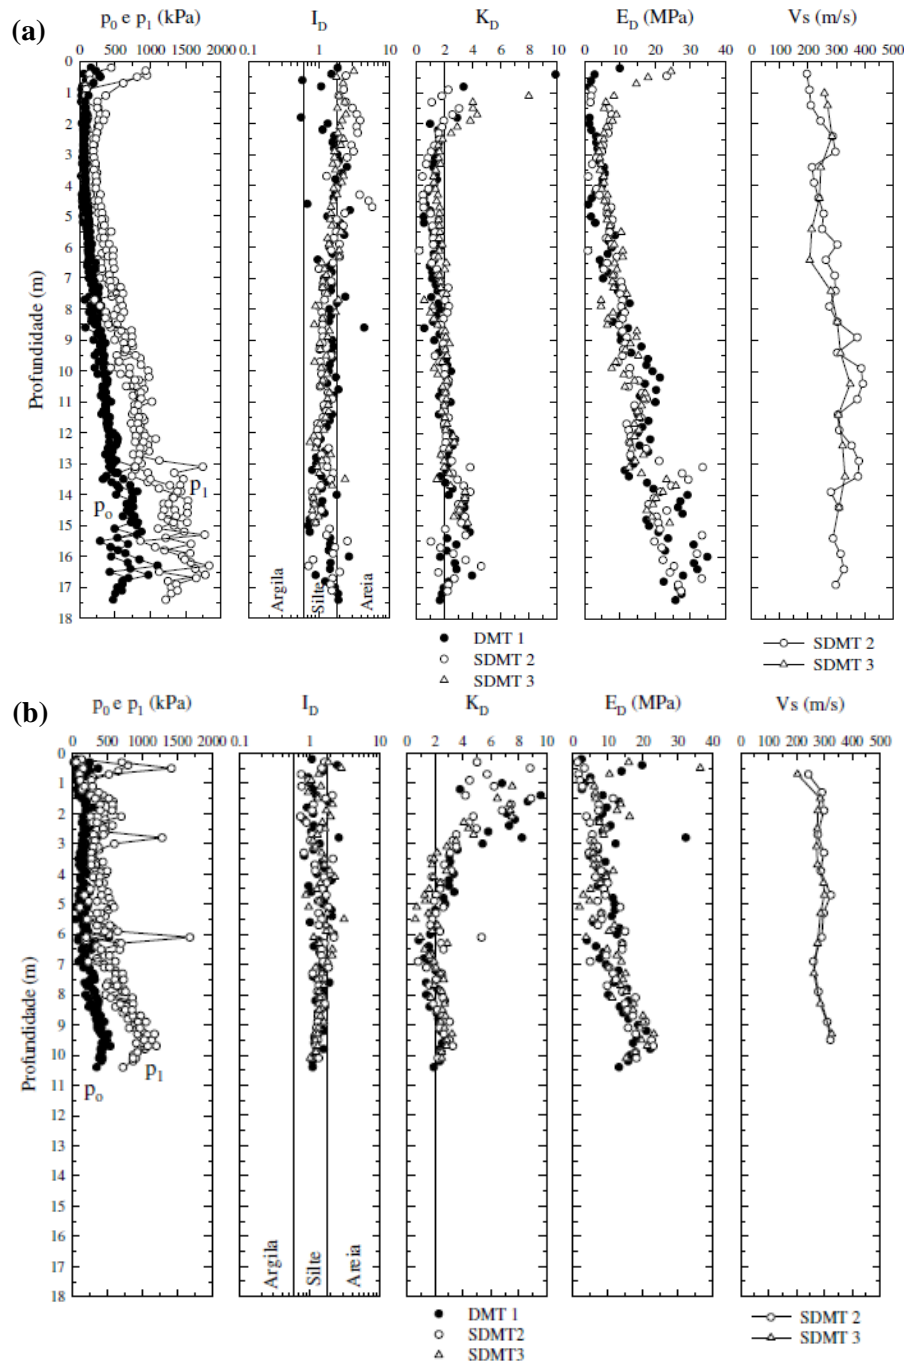 (a)
p₀ e p₁ (kPa) I_D K_D E_D (MPa) Vs (m/s)
0 500 1000 1500 2000 0.1 1 10 0 2 4 6 8 10 0 10 20 30 40 0 100 200 300 400 500
0
1
2
3
4
5
6
7
8
9
10
11
12
13
14
15
16
17
18
Profundidade (m)
p₀
p₁
Argila
Silte
Areia
DMT 1
SDMT 2
SDMT 3
SDMT 2
SDMT 3
(b)
p₀ e p₁ (kPa) I_D K_D E_D (MPa) Vs (m/s)
0 500 1000 1500 2000 0.1 1 10 0 2 4 6 8 10 0 10 20 30 40 0 100 200 300 400 500
0
1
2
3
4
5
6
7
8
9
10
11
12
13
14
15
16
17
18
Profundidade (m)
p₀
p₁
Argila
Silte
Areia
DMT 1
SDMT2
SDMT3
SDMT 2
SDMT 3